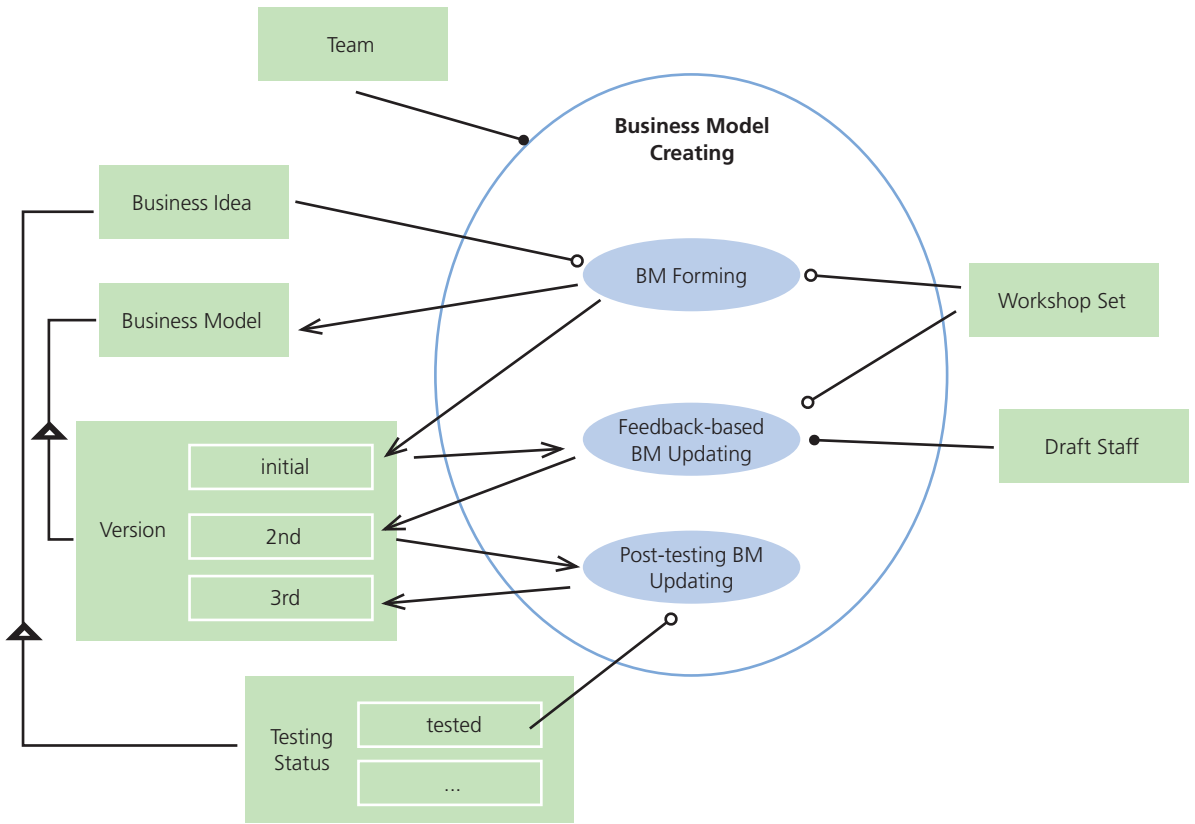 Team
Business Model
Creating
Business Idea
BM Forming
Workshop Set
Business Model
Feedback-based
BM Updating
Draft Staff
initial
Version
2nd
Post-testing BM
Updating
3rd
Testing
Status
tested
...